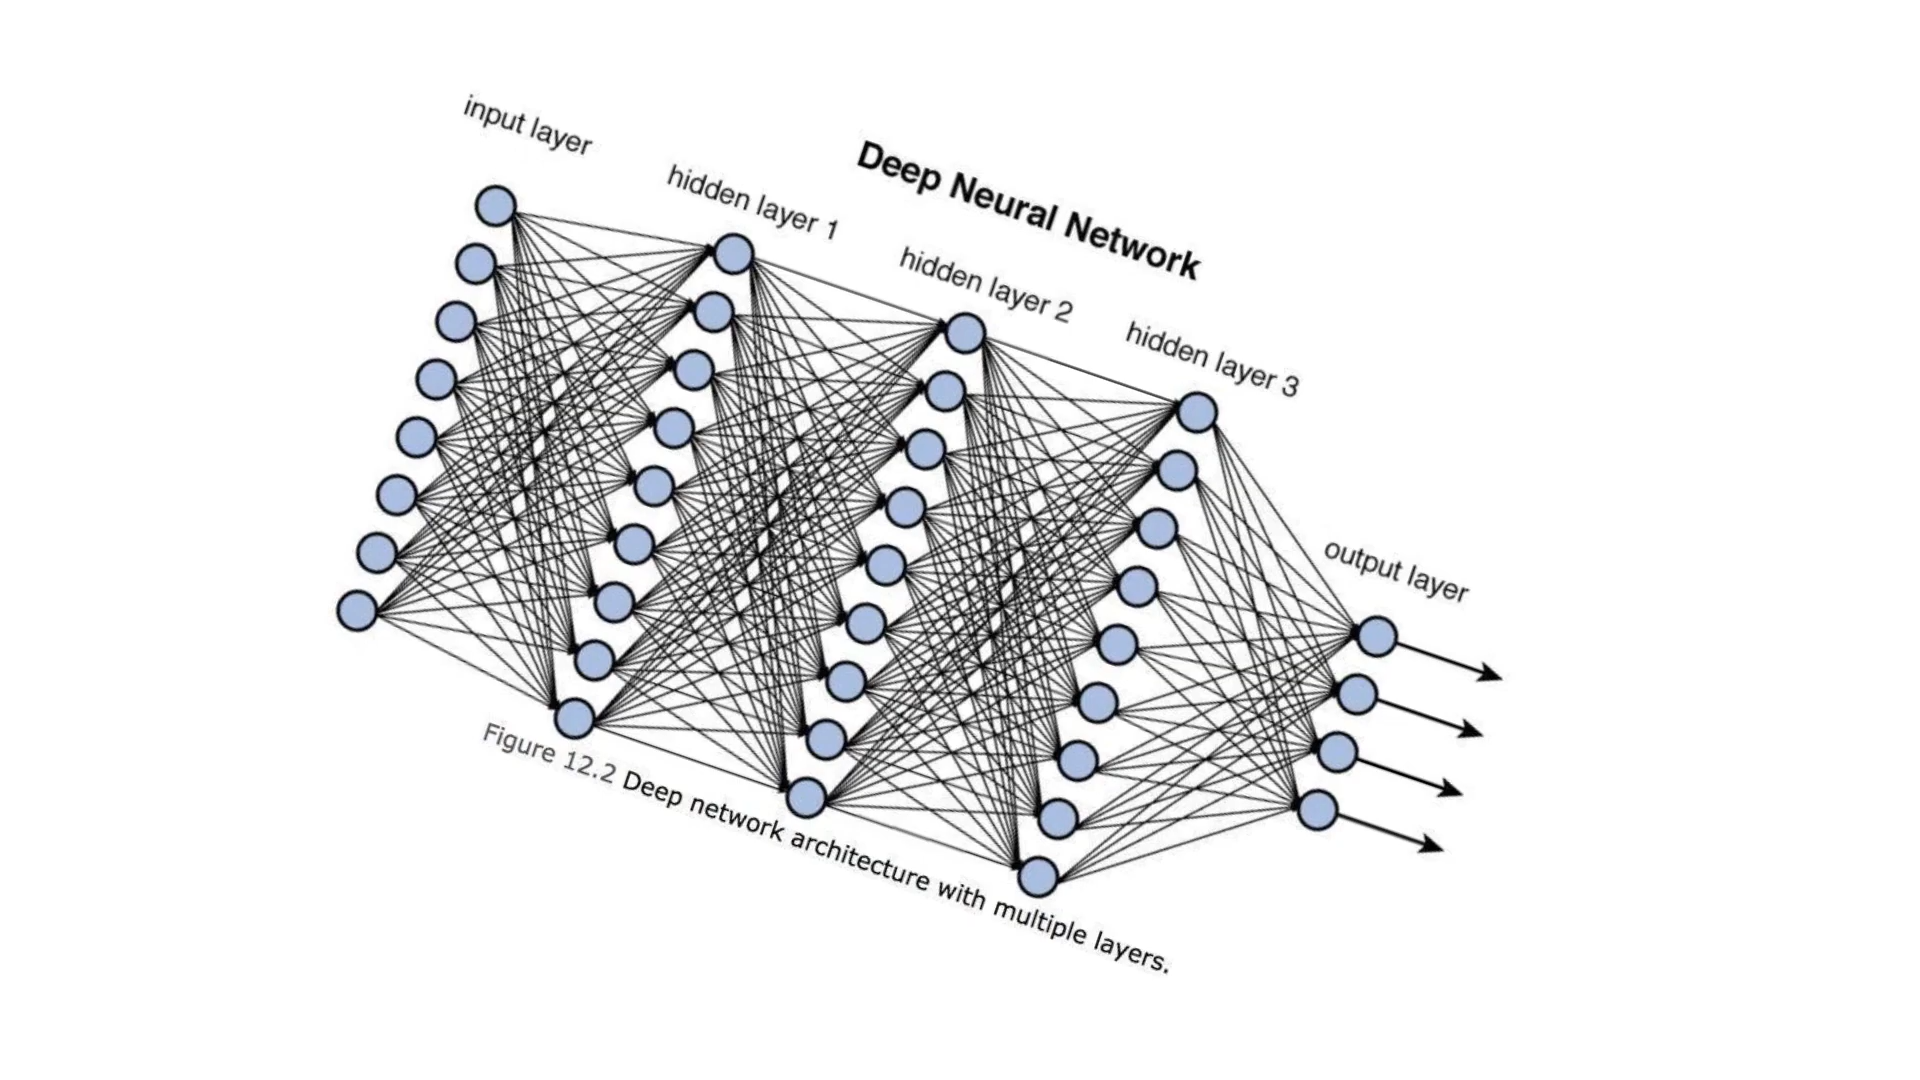 Deep Neural Network
input layer
hidden layer 1
hidden layer 2
hidden layer 3
output layer
Figure 12.2 Deep network architecture with multiple layers.